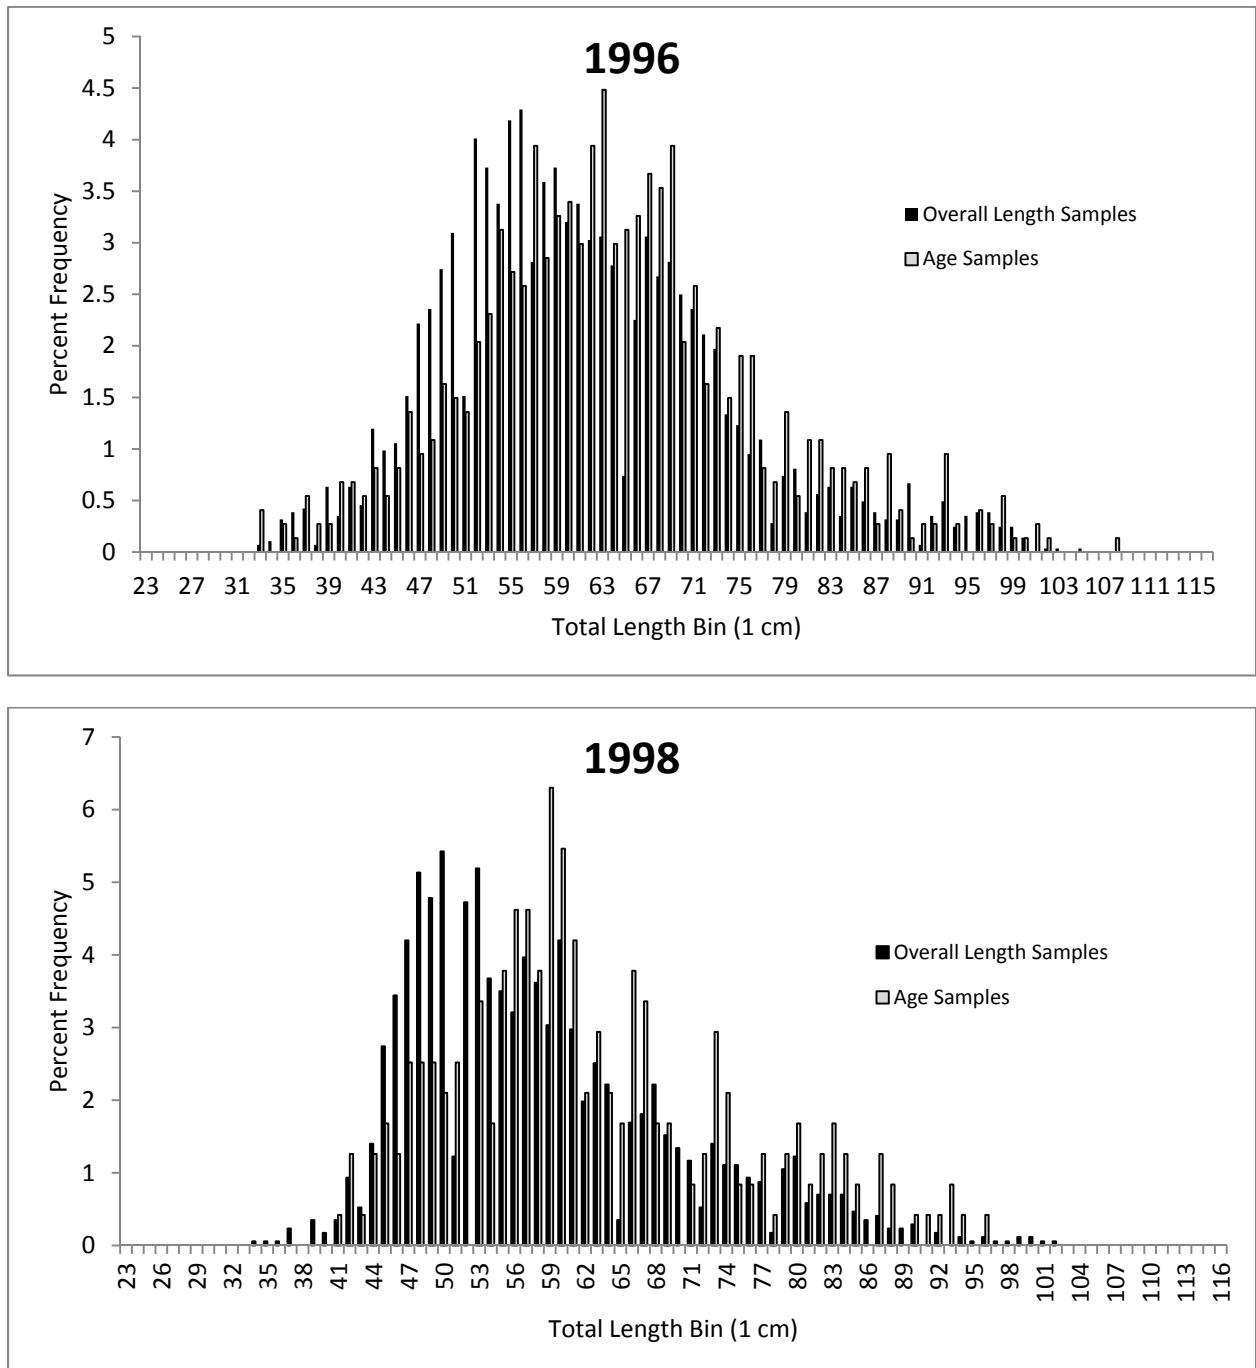 1996
5
4.5
4
3.5
3
2.5
2
1.5
1
0.5
0
Percent Frequency
Overall Length Samples
Age Samples
23 27 31 35 39 43 47 51 55 59 63 67 71 75 79 83 87 91 95 99 103 107 111 115
Total Length Bin (1 cm)
1998
7
6
5
4
3
2
1
0
Percent Frequency
Overall Length Samples
Age Samples
23 26 29 32 35 38 41 44 47 50 53 56 59 62 65 68 71 74 77 80 83 86 89 92 95 98 101 104 107 110 113 116
Total Length Bin (1 cm)